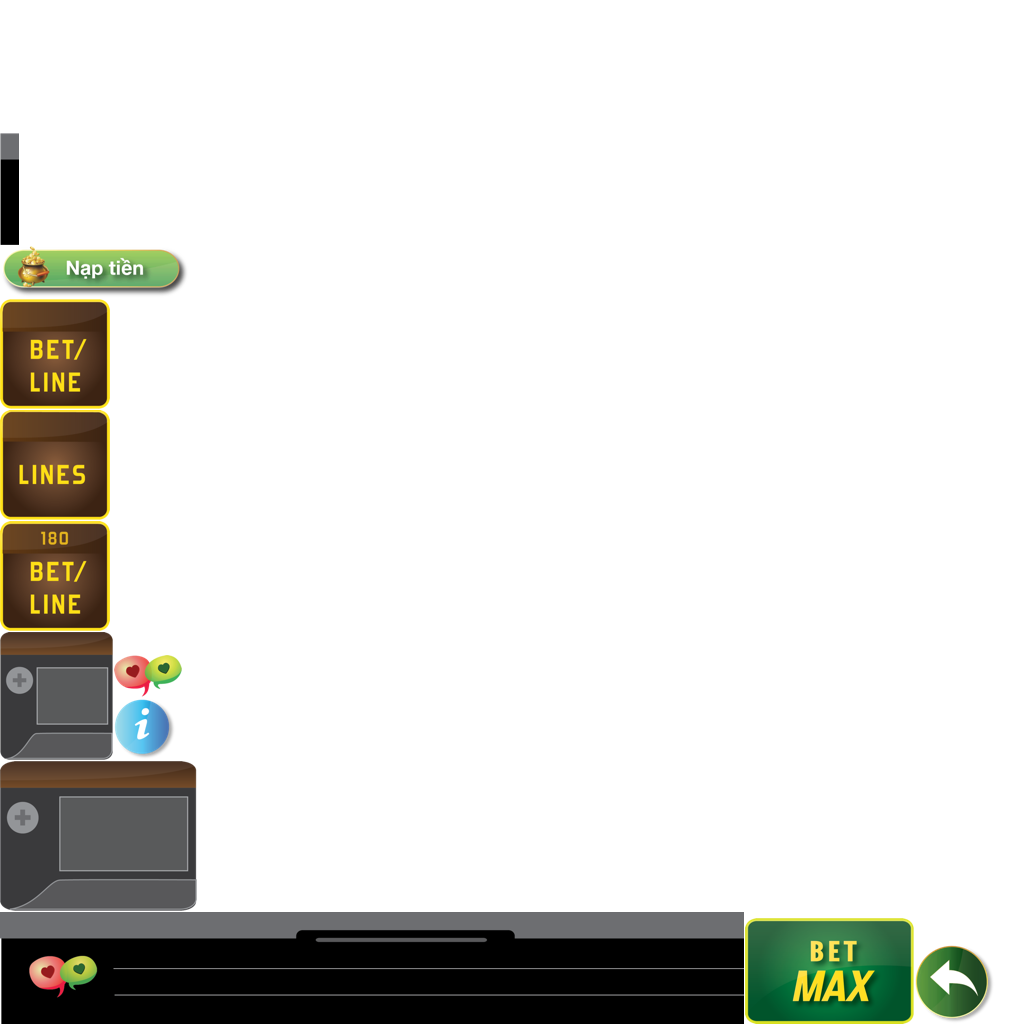 Nạp tiền
BET/
LINE
LINES
180
BET/
LINE
i
BET
MAX